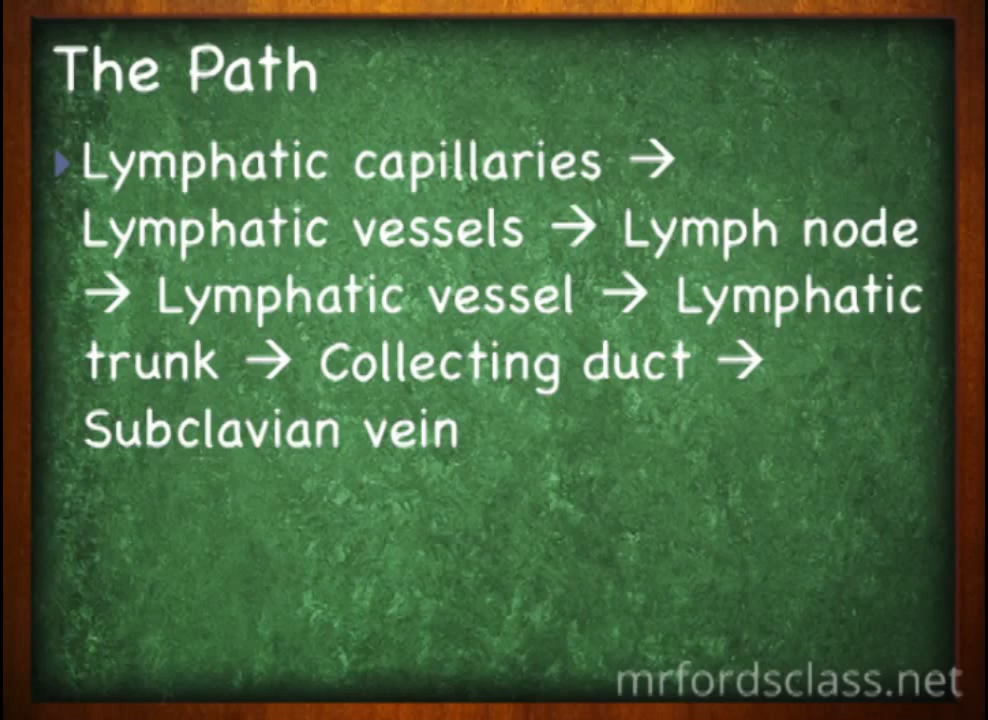 The Path
Lymphatic capillaries →
Lymphatic vessels → Lymph node
→ Lymphatic vessel → Lymphatic
trunk → Collecting duct →
Subclavian vein
mrfordsclass.net